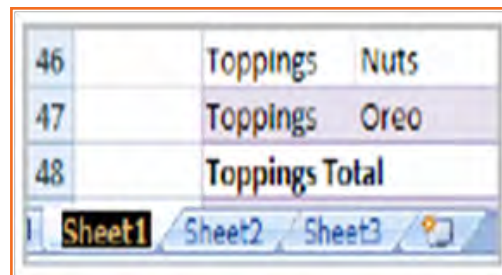 46 Toppings Nuts
47 Toppings Oreo
48 Toppings Total
Sheet1 Sheet2 Sheet3